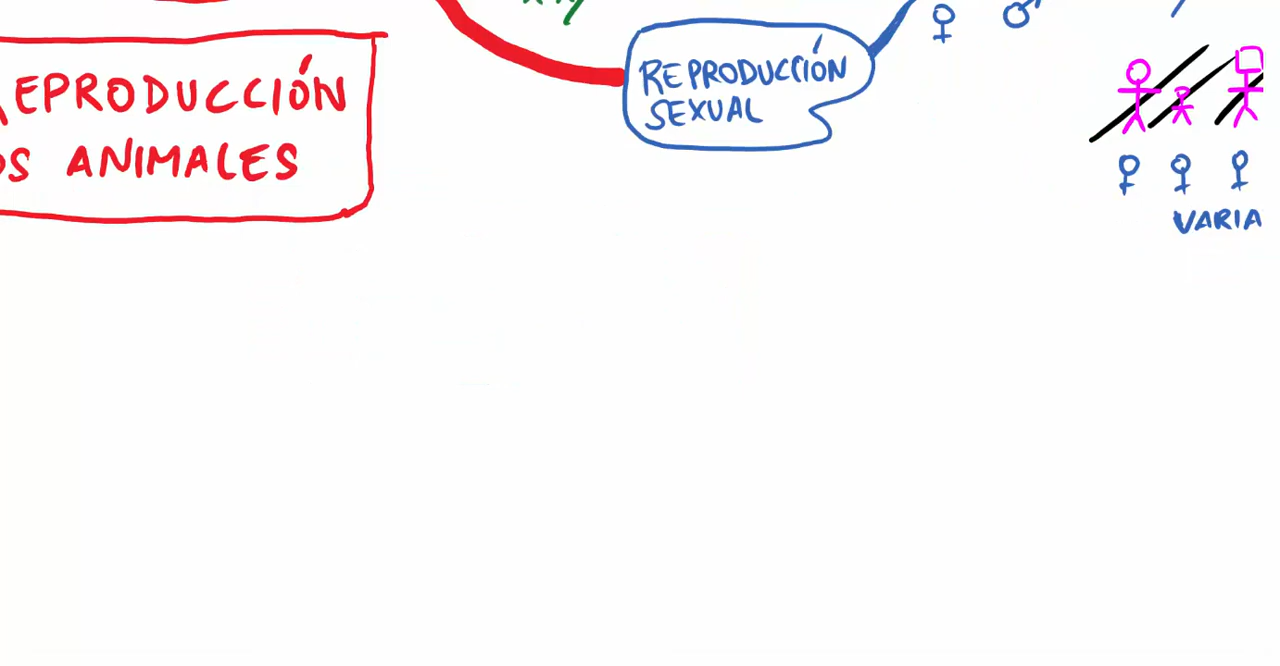 EPRODUCCIÓN
OS ANIMALES
REPRODUCCIÓN
SEXUAL
♀ ♂
♀ ♀ ♀
VARIA